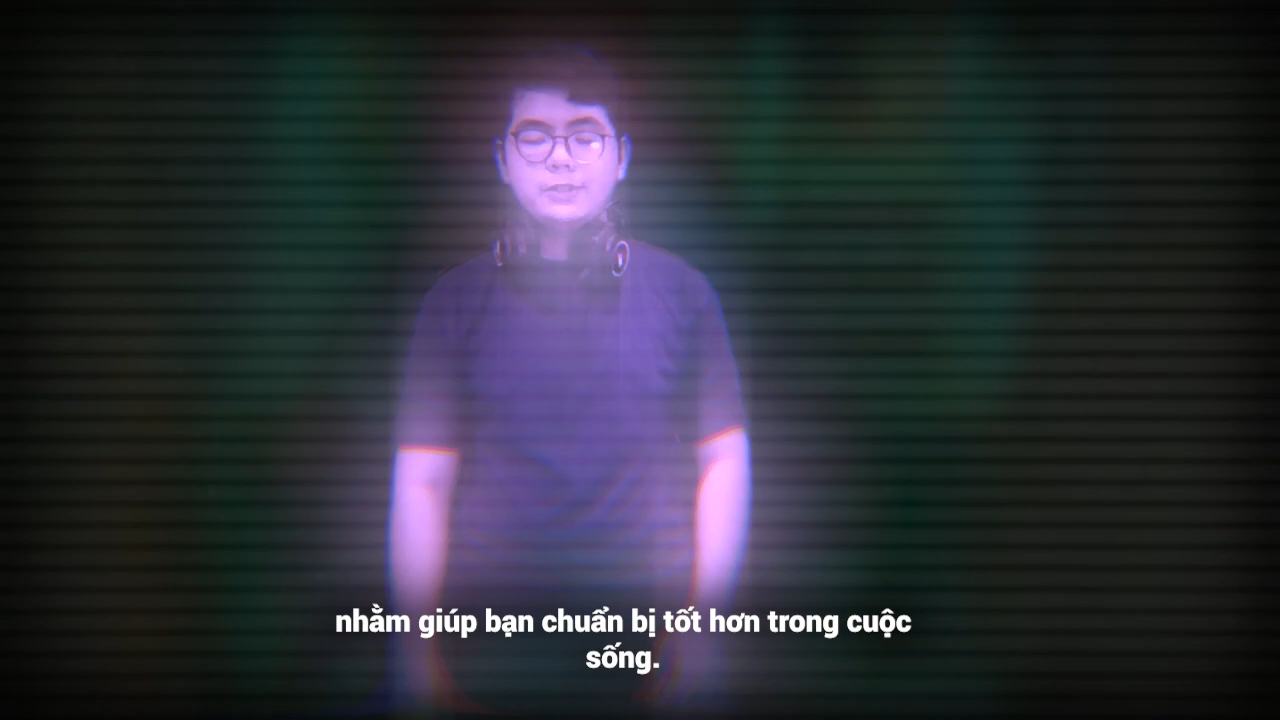 nhằm giúp bạn chuẩn bị tốt hơn trong cuộc
sống.